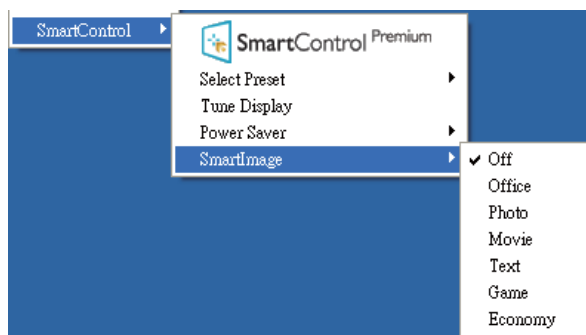 SmartControl
SmartControl Premium
Select Preset
Tune Display
Power Saver
SmartImage
Off
Office
Photo
Movie
Text
Game
Economy